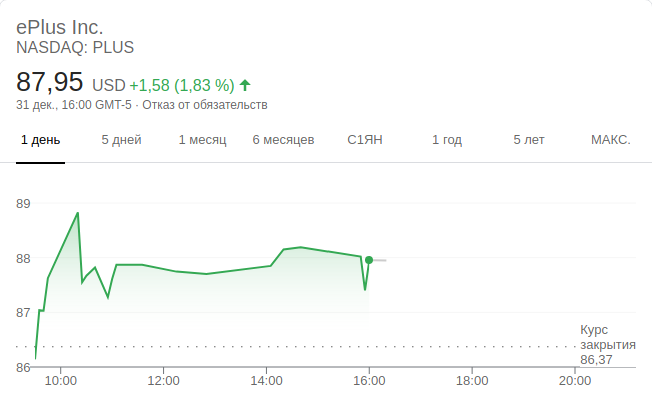 ePlus Inc.
NASDAQ: PLUS
87,95 USD +1,58 (1,83 %)
31 дек., 16:00 GMT-5 · Отказ от обязательств
1 день 5 дней 1 месяц 6 месяцев С1ЯН 1 год 5 лет МАКС.
89
88
87
Курс
закрытия
86,37
86
10:00 12:00 14:00 16:00 18:00 20:00